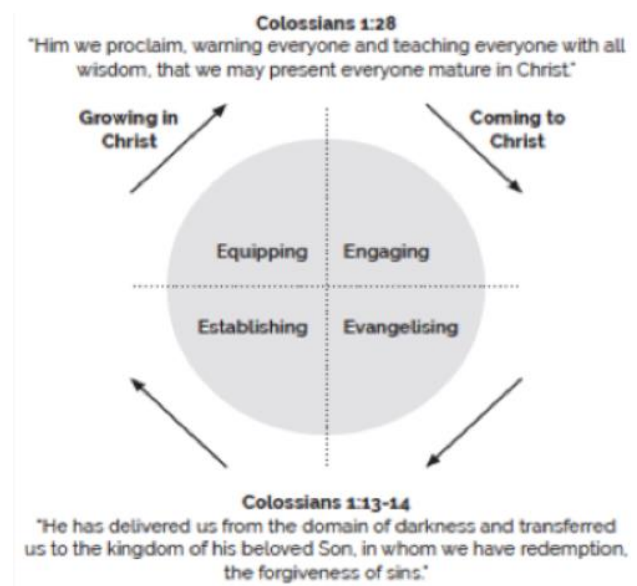 Colossians 1:28
"Him we proclaim, warning everyone and teaching everyone with all
wisdom, that we may present everyone mature in Christ."
Growing in
Christ
Coming to
Christ
Equipping
Engaging
Establishing
Evangelising
Colossians 1:13-14
"He has delivered us from the domain of darkness and transferred
us to the kingdom of his beloved Son, in whom we have redemption,
the forgiveness of sins."